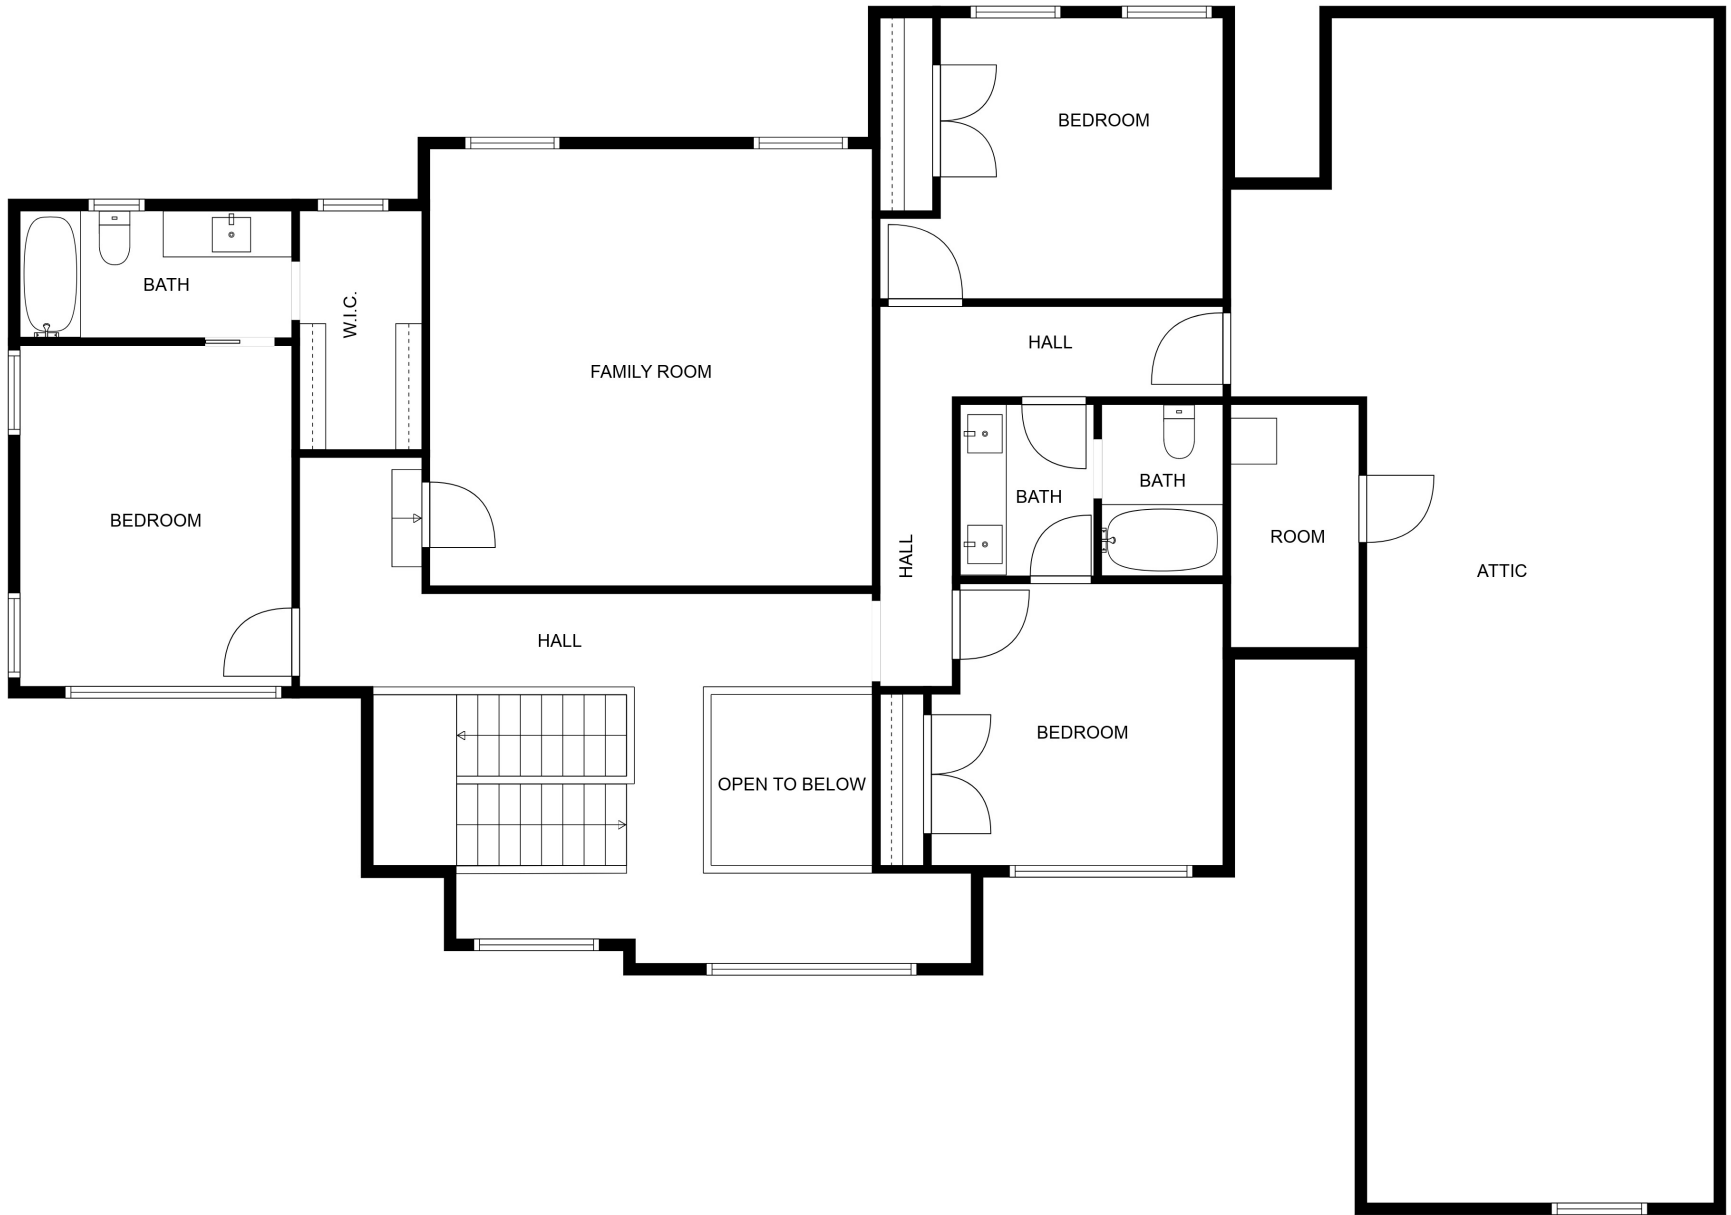 BEDROOM
BATH
W.I.C.
HALL
FAMILY ROOM
BATH
BATH
BEDROOM
HALL
ROOM
ATTIC
HALL
BEDROOM
OPEN TO BELOW